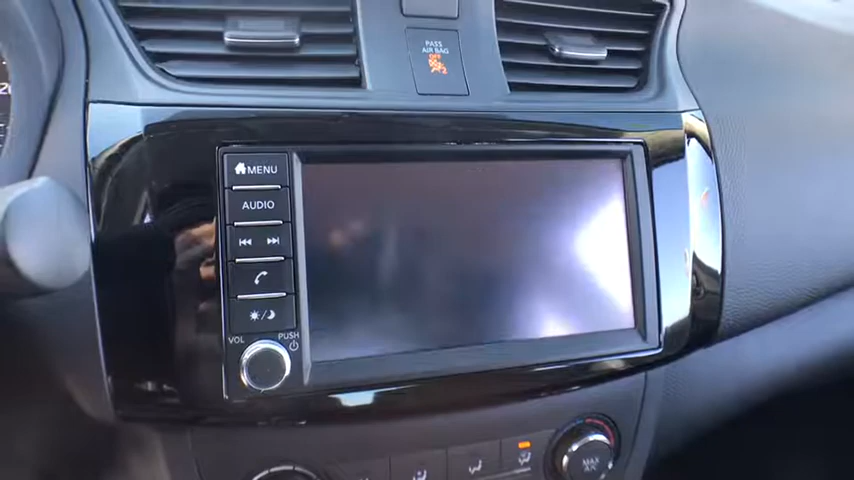 PASS
AIR BAG
MENU
AUDIO
VOL
PUSH
MAX
A/C